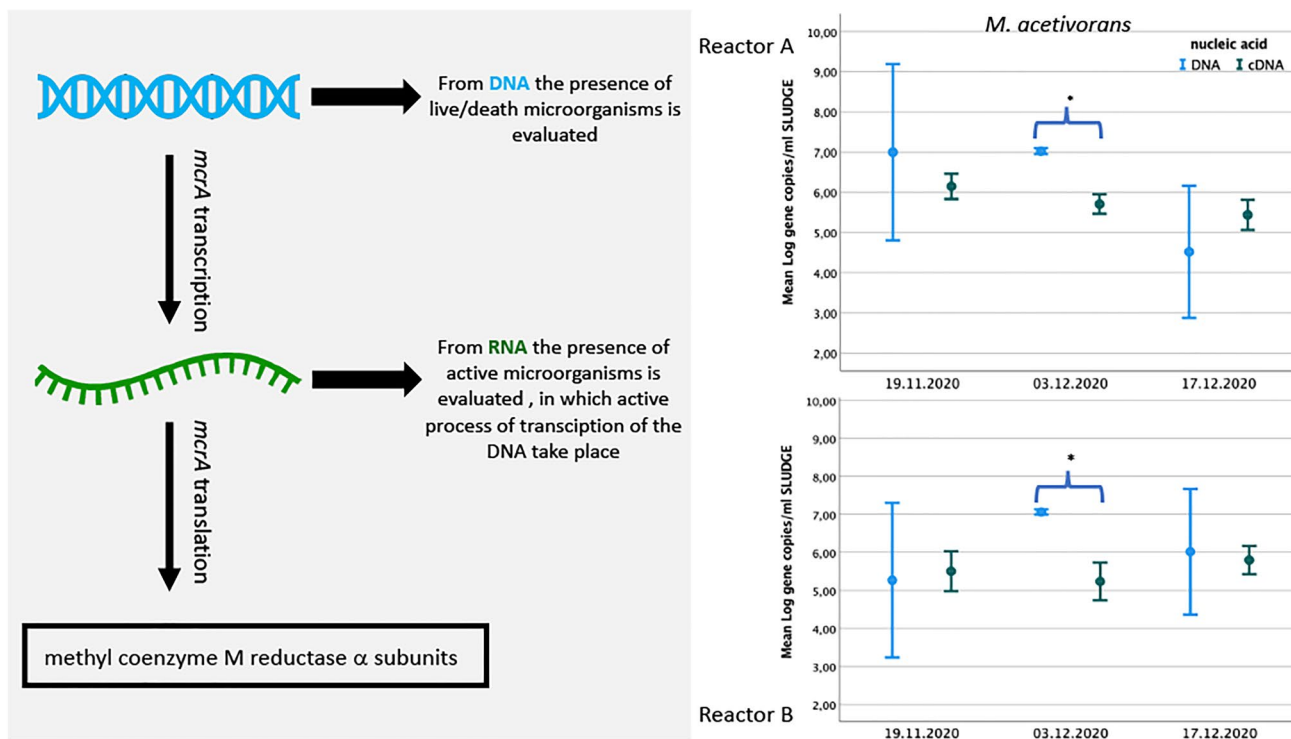 From DNA the presence of
live/death microorganisms is
evaluated
mcrA transcription
From RNA the presence of
active microorganisms is
evaluated , in which active
process of transciption of the
DNA take place
mcrA translation
methyl coenzyme M reductase α subunits
Reactor A
M. acetivorans
nucleic acid
DNA cDNA
Mean Log gene copies/ml SLUDGE
10,00
9,00
8,00
7,00
6,00
5,00
4,00
3,00
2,00
*
19.11.2020 03.12.2020 17.12.2020
Mean Log gene copies/ml SLUDGE
10,00
9,00
8,00
7,00
6,00
5,00
4,00
3,00
2,00
*
Reactor B
19.11.2020 03.12.2020 17.12.2020